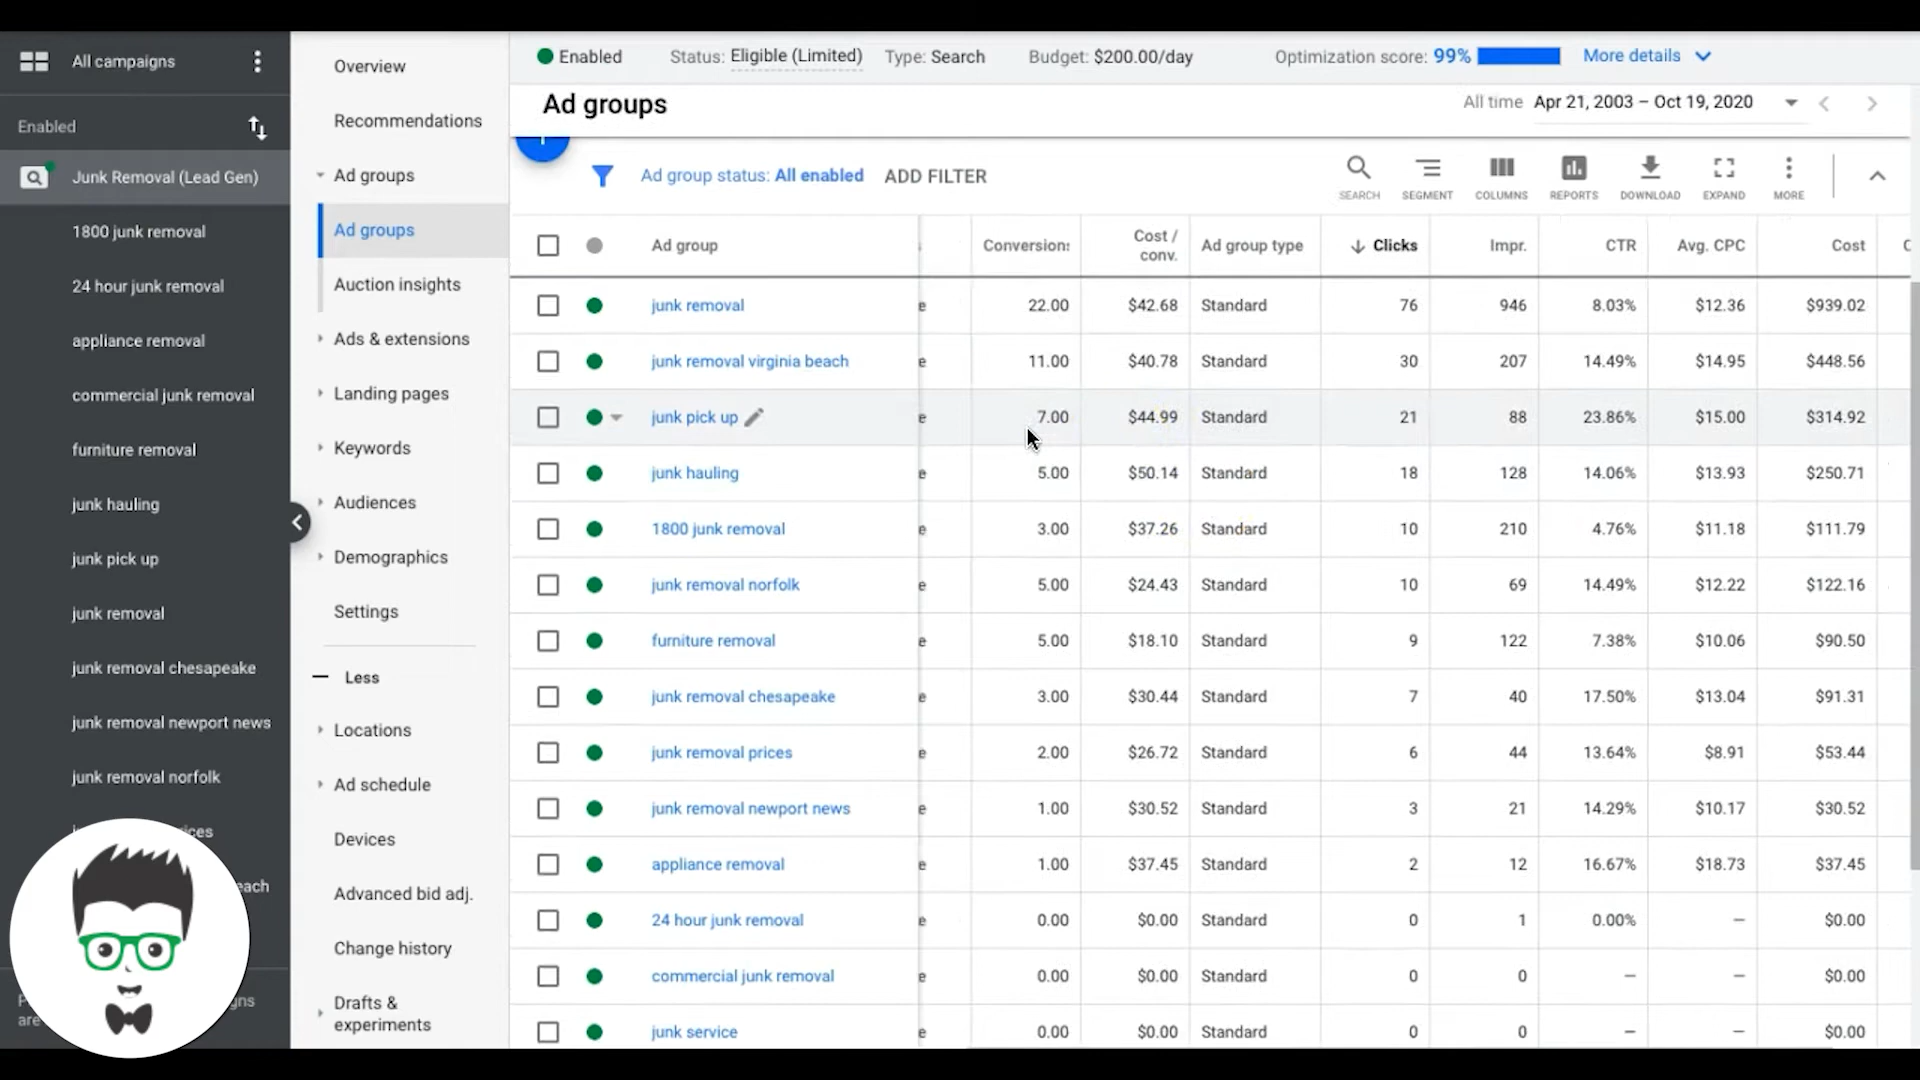 All campaigns
Enabled
Junk Removal (Lead Gen)
1800 junk removal
24 hour junk removal
appliance removal
commercial junk removal
furniture removal
junk hauling
junk pick up
junk removal
junk removal chesapeake
junk removal newport news
junk removal norfolk
Overview
Recommendations
Ad groups
Ad groups
Auction insights
Ads & extensions
Landing pages
Keywords
Audiences
Demographics
Settings
Less
Locations
Ad schedule
Devices
Advanced bid adj.
Change history
Drafts &
experiments
Enabled Status: Eligible (Limited) Type: Search Budget: $200.00/day Optimization score: 99% More details
Ad groups All time Apr 21, 2003 – Oct 19, 2020
Ad group status: All enabled ADD FILTER SEARCH SEGMENT COLUMNS REPORTS DOWNLOAD EXPAND MORE
Ad group Conversions Cost / conv. Ad group type Clicks Impr. CTR Avg. CPC Cost
junk removal e 22.00 $42.68 Standard 76 946 8.03% $12.36 $939.02
junk removal virginia beach e 11.00 $40.78 Standard 30 207 14.49% $14.95 $448.56
junk pick up e 7.00 $44.99 Standard 21 88 23.86% $15.00 $314.92
junk hauling e 5.00 $50.14 Standard 18 128 14.06% $13.93 $250.71
1800 junk removal e 3.00 $37.26 Standard 10 210 4.76% $11.18 $111.79
junk removal norfolk e 5.00 $24.43 Standard 10 69 14.49% $12.22 $122.16
furniture removal e 5.00 $18.10 Standard 9 122 7.38% $10.06 $90.50
junk removal chesapeake e 3.00 $30.44 Standard 7 40 17.50% $13.04 $91.31
junk removal prices e 2.00 $26.72 Standard 6 44 13.64% $8.91 $53.44
junk removal newport news e 1.00 $30.52 Standard 3 21 14.29% $10.17 $30.52
appliance removal e 1.00 $37.45 Standard 2 12 16.67% $18.73 $37.45
24 hour junk removal e 0.00 $0.00 Standard 0 1 0.00% – $0.00
commercial junk removal e 0.00 $0.00 Standard 0 0 – – $0.00
junk service e 0.00 $0.00 Standard 0 0 – – $0.00